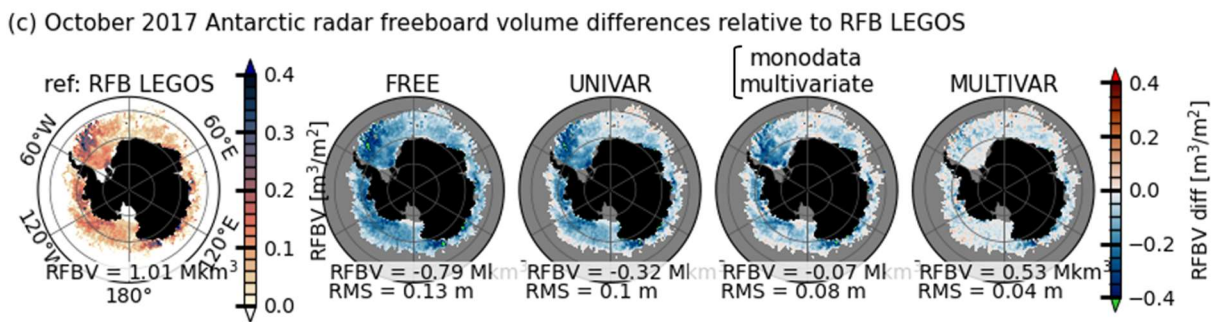 (c) October 2017 Antarctic radar freeboard volume differences relative to RFB LEGOS
ref: RFB LEGOS
60°W
60°E
120°W
120°E
180°
RFBV = 1.01 Mkm³
0.4
0.3
0.2
0.1
0.0
RFBV [m³/m²]
FREE
RFBV = -0.79 Mkm³
RMS = 0.13 m
UNIVAR
RFBV = -0.32 Mkm³
RMS = 0.1 m
monodata
multivariate
RFBV = -0.07 Mkm³
RMS = 0.08 m
MULTIVAR
RFBV = 0.53 Mkm³
RMS = 0.04 m
0.4
0.2
0.0
−0.2
−0.4
RFBV diff [m³/m²]